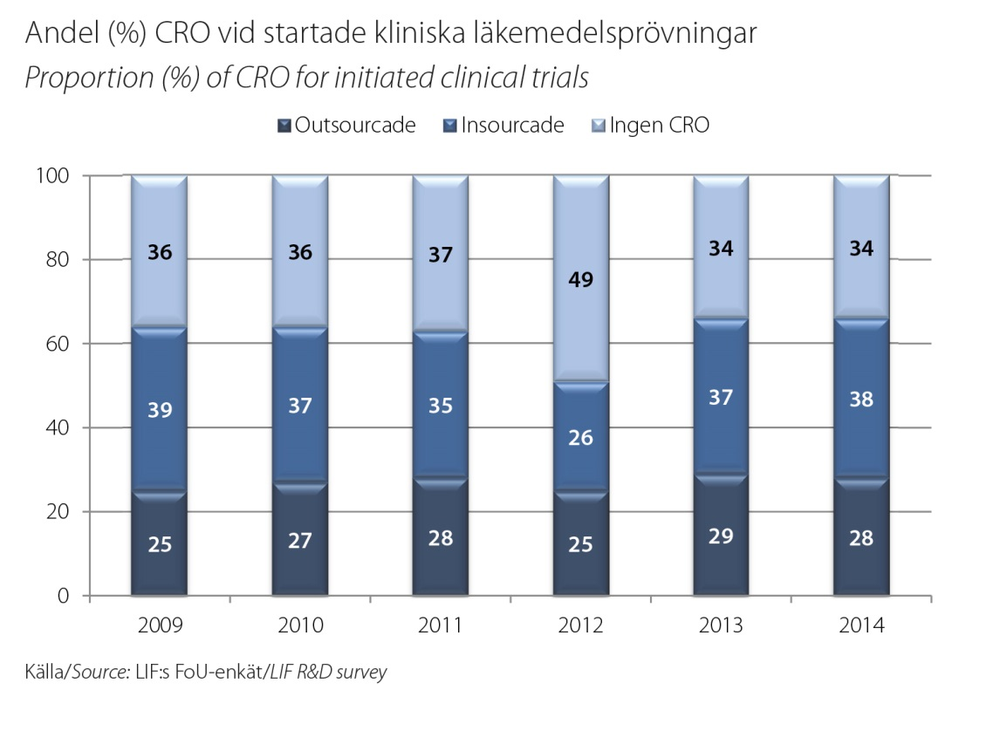 Andel (%) CRO vid startade kliniska läkemedelsprövningar
Proportion (%) of CRO for initiated clinical trials
Outsourcade Insourcade Ingen CRO
100
80
60
40
20
0
36 36 37 49 34 34
39 37 35 26 37 38
25 27 28 25 29 28
2009 2010 2011 2012 2013 2014
Källa/Source: LIF:s FoU-enkät/LIF R&D survey